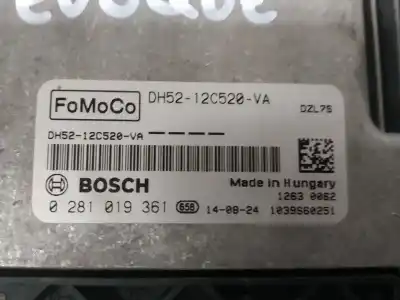 EVOQUE
FoMoCo DH52-12C520-VA DZL7S
DH52-12C520-VA ————
BOSCH Made in Hungary
1263 0062
0 281 019 361 658 14-08-24 1039S60251